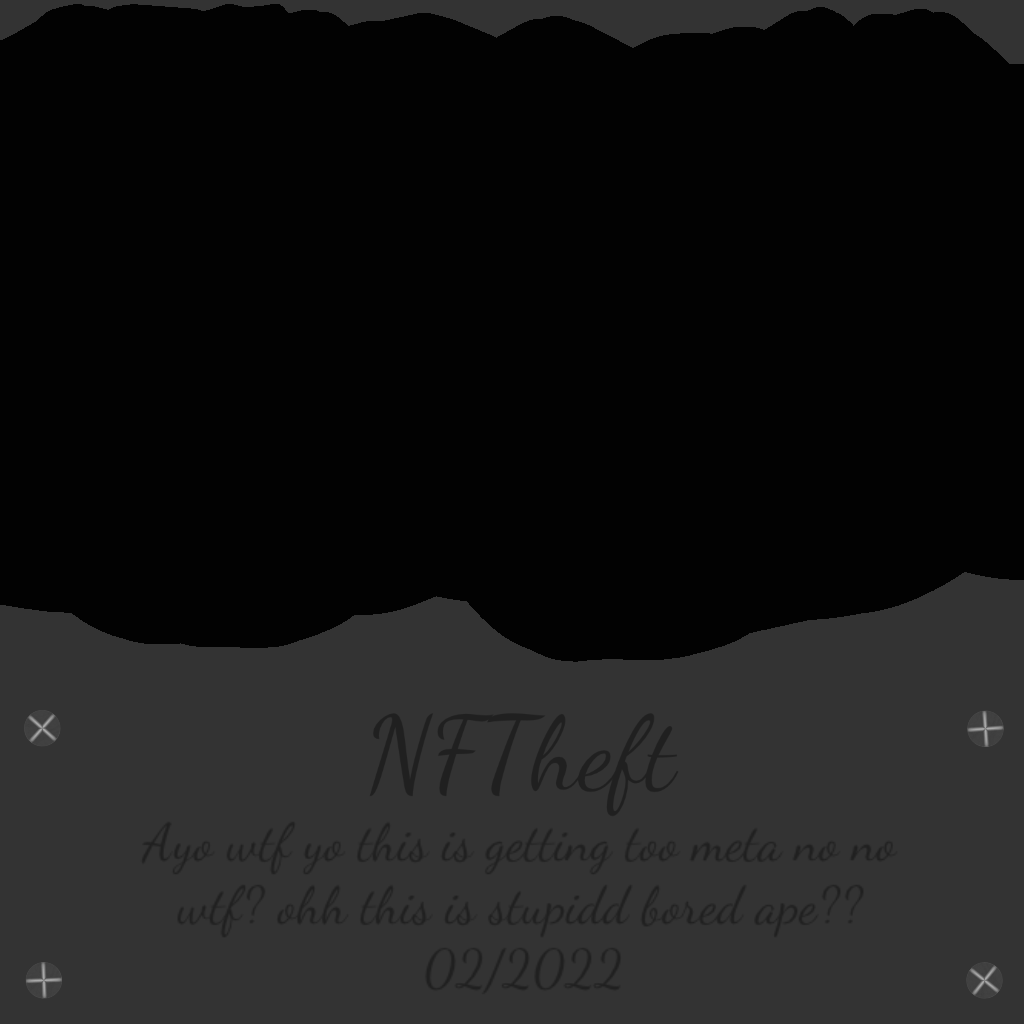 NFTheft
Ayo wtf yo this is getting too meta no no
wtf? ohh this is stupidd bored ape??
02/2022